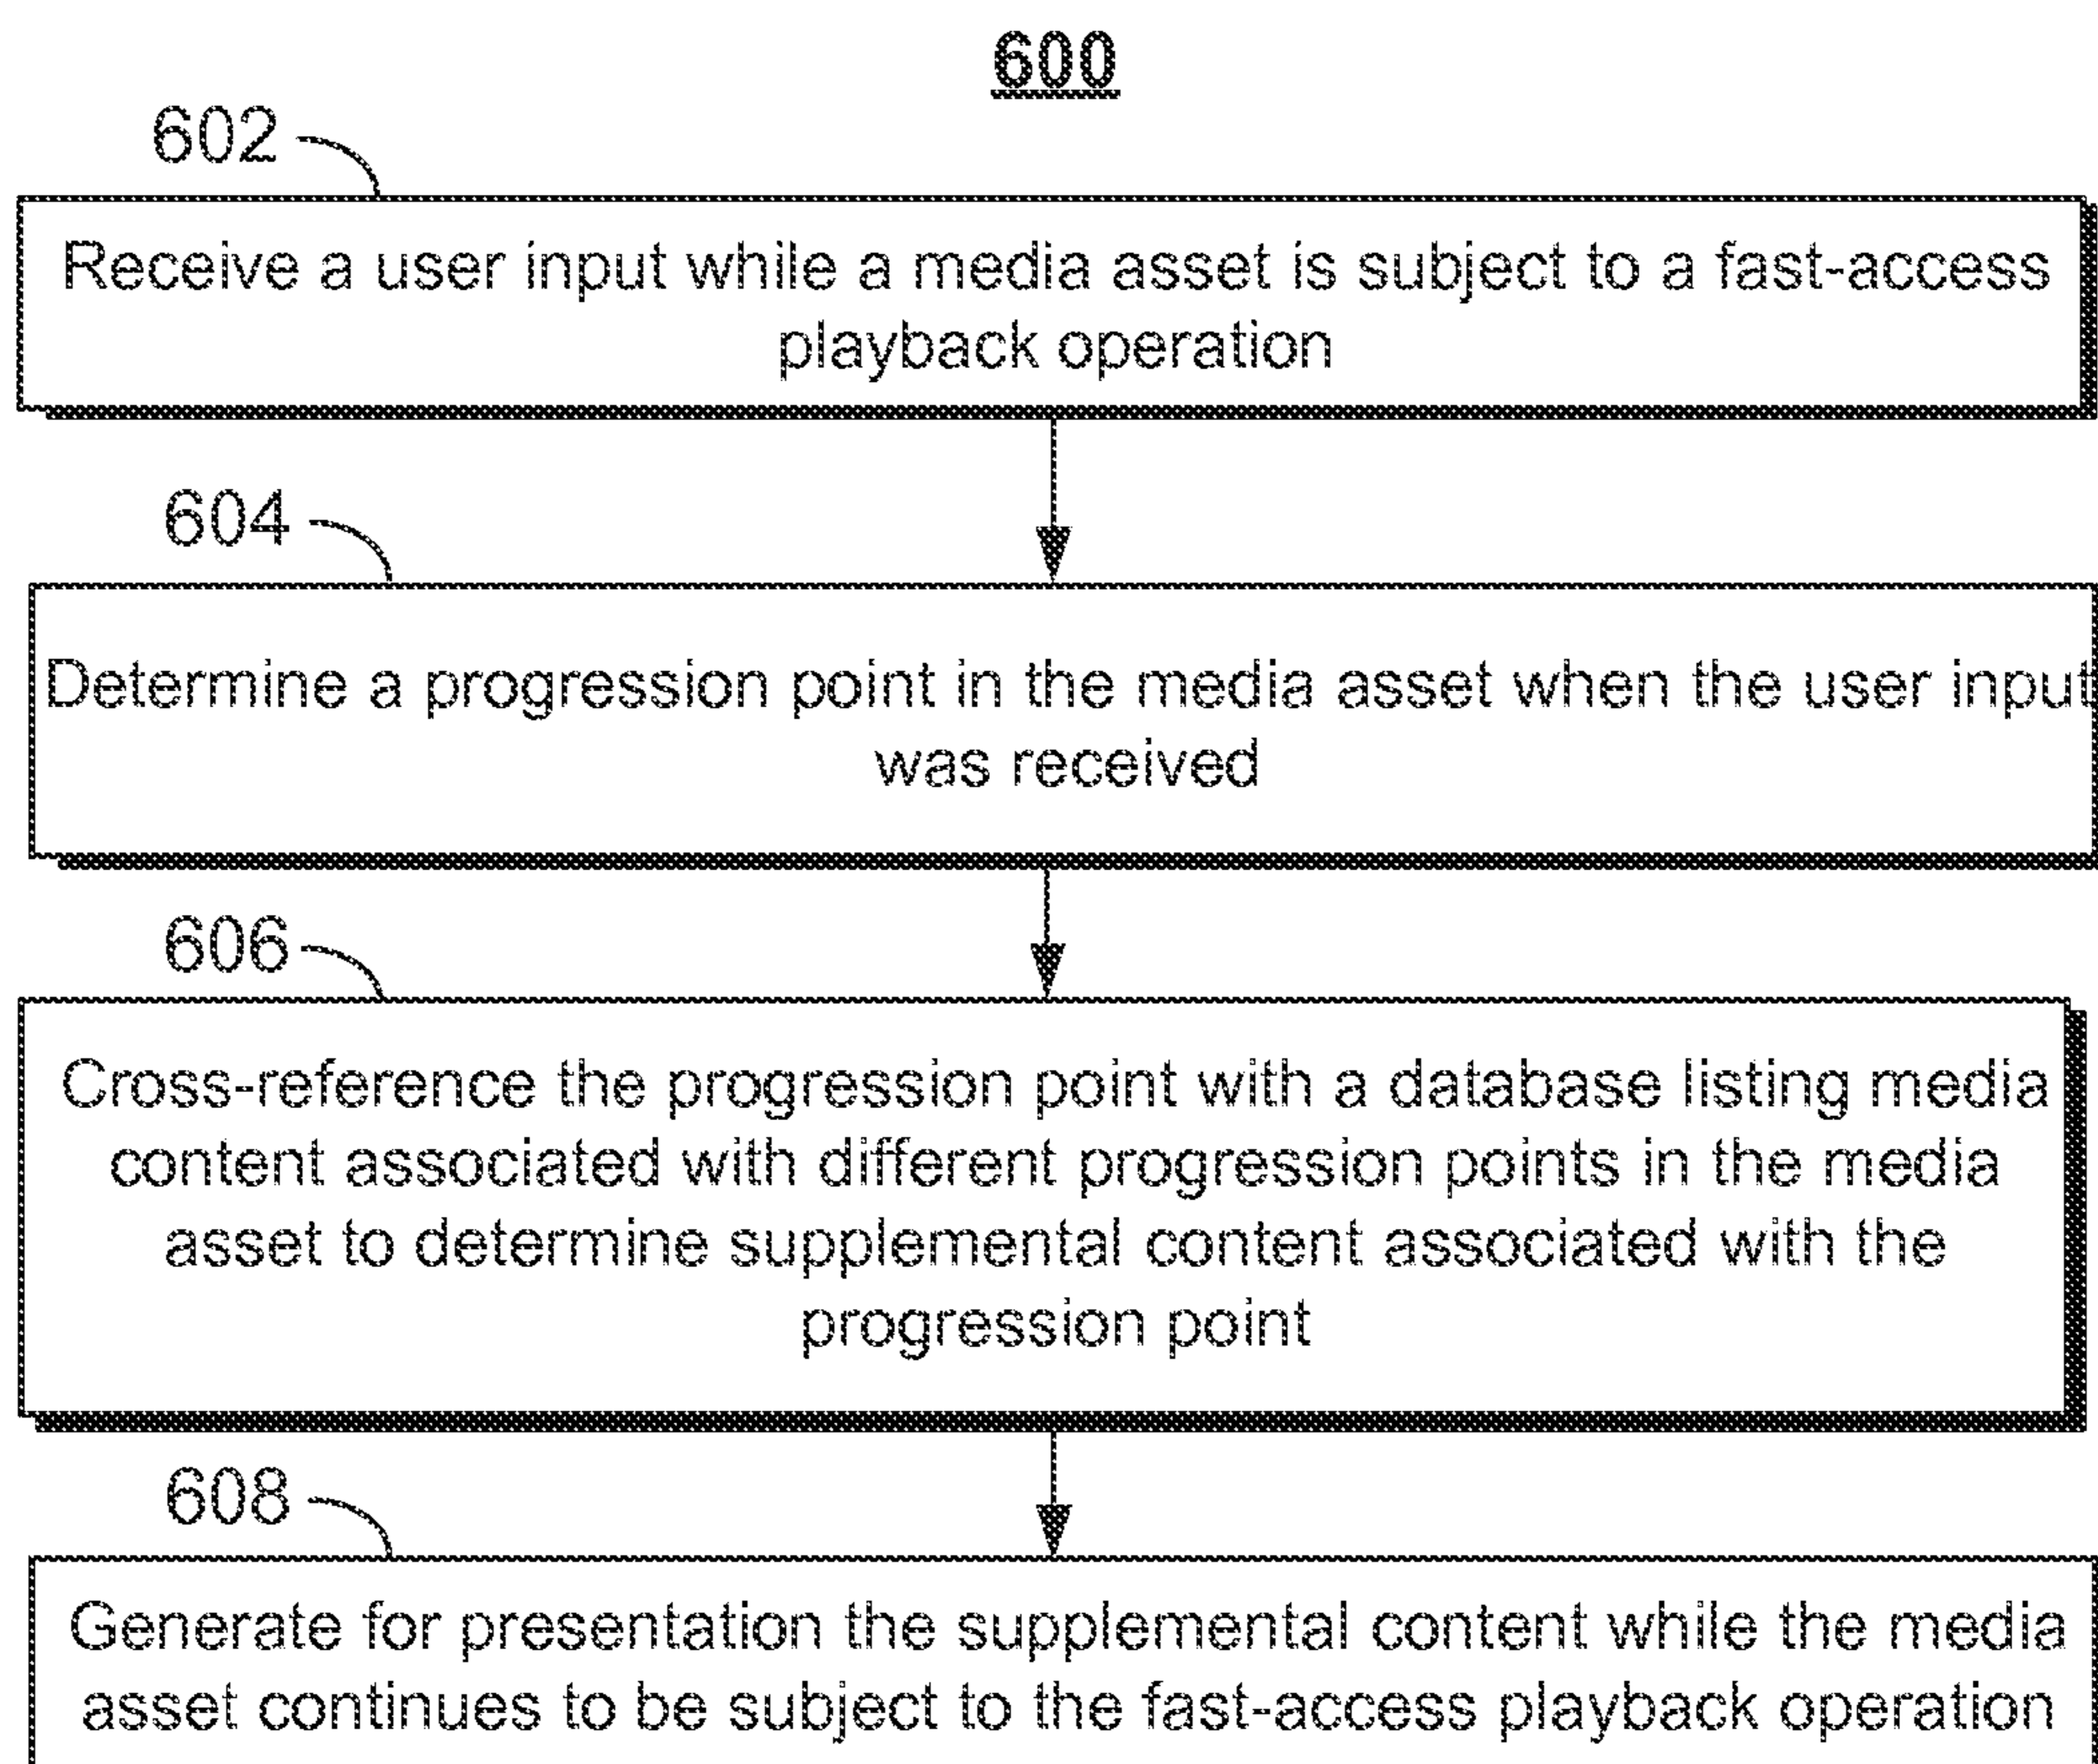 600
602
Receive a user input while a media asset is subject to a fast-access
playback operation
604
Determine a progression point in the media asset when the user input
was received
606
Cross-reference the progression point with a database listing media
content associated with different progression points in the media
asset to determine supplemental content associated with the
progression point
608
Generate for presentation the supplemental content while the media
asset continues to be subject to the fast-access playback operation